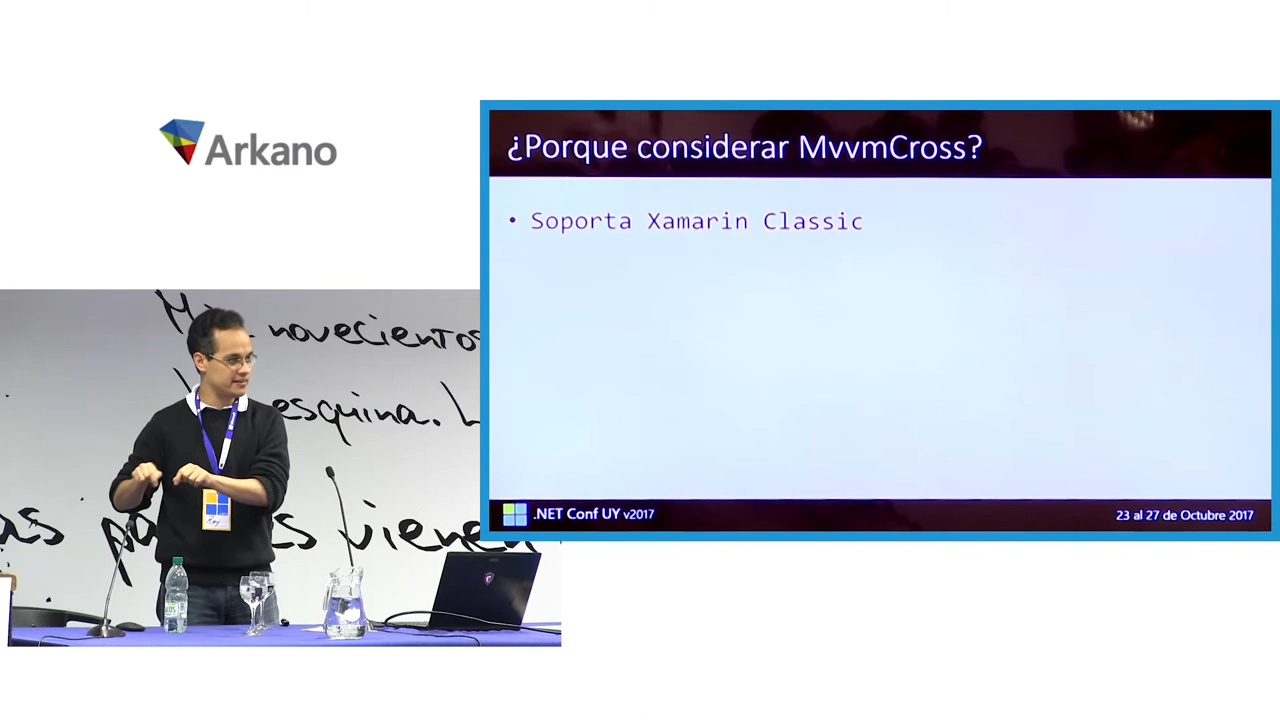 Arkano
¿Porque considerar MvvmCross?
• Soporta Xamarin Classic
.NET Conf UY v2017
23 al 27 de Octubre 2017
novecientos
esquina. L
vienen